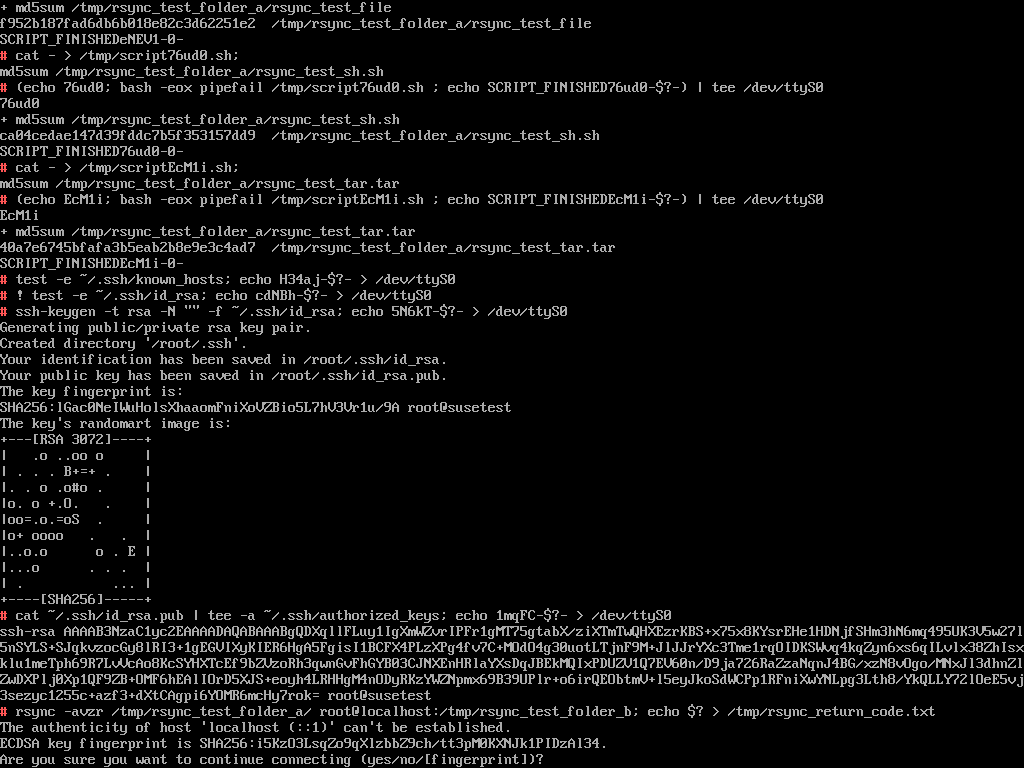 + md5sum /tmp/rsync_test_folder_a/rsync_test_file
f952b187fad6db6b018e82c3d62251e2  /tmp/rsync_test_folder_a/rsync_test_file
SCRIPT_FINISHEDeNEV1-0-
# cat - > /tmp/script76ud0.sh;
md5sum /tmp/rsync_test_folder_a/rsync_test_sh.sh
# (echo 76ud0; bash -eox pipefail /tmp/script76ud0.sh ; echo SCRIPT_FINISHED76ud0-$?-) | tee /dev/ttyS0
76ud0
+ md5sum /tmp/rsync_test_folder_a/rsync_test_sh.sh
ca04cedae147d39fddc7b5f353157dd9  /tmp/rsync_test_folder_a/rsync_test_sh.sh
SCRIPT_FINISHED76ud0-0-
# cat - > /tmp/scriptEcM1i.sh;
md5sum /tmp/rsync_test_folder_a/rsync_test_tar.tar
# (echo EcM1i; bash -eox pipefail /tmp/scriptEcM1i.sh ; echo SCRIPT_FINISHEDEcM1i-$?-) | tee /dev/ttyS0
EcM1i
+ md5sum /tmp/rsync_test_folder_a/rsync_test_tar.tar
40a7e6745bfafa3b5eab2b8e9e3c4ad7  /tmp/rsync_test_folder_a/rsync_test_tar.tar
SCRIPT_FINISHEDEcM1i-0-
# test -e ~/.ssh/known_hosts; echo H34aj-$?- > /dev/ttyS0
# ! test -e ~/.ssh/id_rsa; echo cdNBh-$?- > /dev/ttyS0
# ssh-keygen -t rsa -N "" -f ~/.ssh/id_rsa; echo 5N6kT-$?- > /dev/ttyS0
Generating public/private rsa key pair.
Created directory '/root/.ssh'.
Your identification has been saved in /root/.ssh/id_rsa.
Your public key has been saved in /root/.ssh/id_rsa.pub.
The key fingerprint is:
SHA256:lGac0NeIWuHolsXhaaomFniXoVZBio5L7hV3Vr1u/9A root@susetest
The key's randomart image is:
+---[RSA 3072]----+
|   .o ..oo o     |
| . . . B+=+ .    |
|. . o .o#o .     |
|o. o +.O.   .    |
|oo=.o.=oS  .     |
|o+ oooo   .   .  |
|..o.o      o . E |
|...o      . . .  |
| .           ... |
+----[SHA256]-----+
# cat ~/.ssh/id_rsa.pub | tee -a ~/.ssh/authorized_keys; echo 1mqFC-$?- > /dev/ttyS0
ssh-rsa AAAAB3NzaC1yc2EAAAADAQABAAABgQDXqllFLuy1IgXmWZvrIPFr1gMT75gtabX/ziXTmTwQHXEzrKBS+x75x8KYsrEHe1HDNjfSHm3hN6mq495UK3V5w27l
5nSYLS+SJqkvzocGy8lRI3+1gEGVIXyKIER6HgA5FgisI1BCFX4PLzXPg4fv7C+MOdO4g30uotLTjnF9M+JlJJrYXc3Tme1rqOIDKSWvq4kqZyn6xs6qILvlx38ZhIsx
klu1meTph69R7LvVcAo8KcSYHXTcEf9bZVzoRh3qwnGvFhGYB03CJNXEnHRlaYXsDqJBEkMQIxPDUZV1Q7EV60n/D9ja726RaZzaNqnJ4BG/xzN8vOgo/MNxJl3dhnZl
ZwDXPlj0Xp1QF9ZB+OMF6hEAlIOrD5XJS+eoyh4LRHHgM4nODyRKzYWZNpmx69B39UPlr+o6irQEObtmV+l5eyJkoSdWCPp1RFniXwYNLpg3Lth8/YkQLLY72lOeE5vj
3sezyc1255c+azf3+dXtCAgpi6YOMR6mcHy7rok= root@susetest
# rsync -avzr /tmp/rsync_test_folder_a/ root@localhost:/tmp/rsync_test_folder_b; echo $? > /tmp/rsync_return_code.txt
The authenticity of host 'localhost (::1)' can't be established.
ECDSA key fingerprint is SHA256:i5KzO3LsqZo9qXlzbbZ9ch/tt3pM0KXNJk1PIDzAl34.
Are you sure you want to continue connecting (yes/no/[fingerprint])?